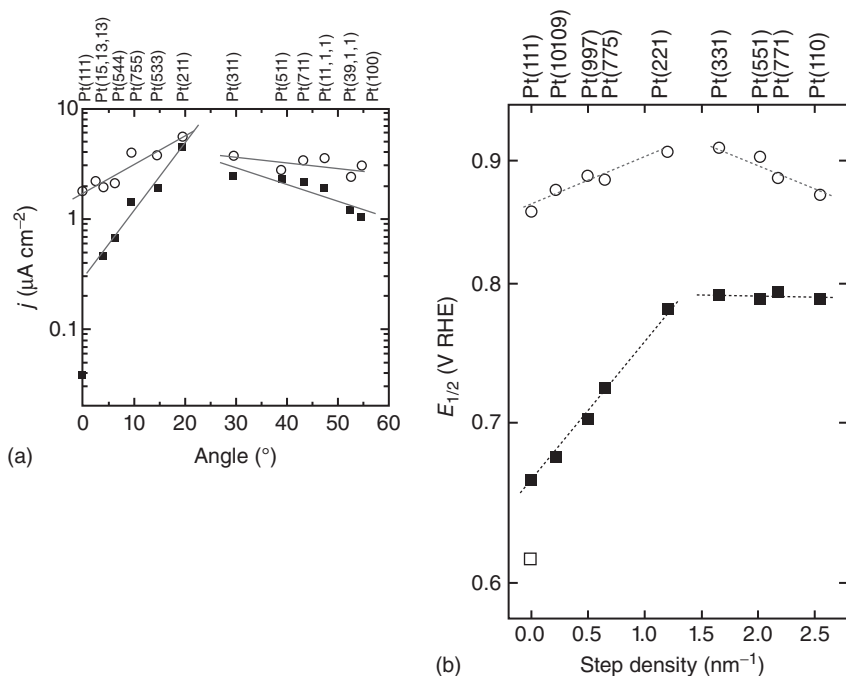 Pt(111)
Pt(15,13,13)
Pt(544)
Pt(755)
Pt(533)
Pt(211)
Pt(311)
Pt(511)
Pt(711)
Pt(11,1,1)
Pt(39,1,1)
Pt(100)
10
1
0.1
j (μA cm−2)
0 10 20 30 40 50 60
Angle (°)
(a)
Pt(111)
Pt(10109)
Pt(997)
Pt(775)
Pt(221)
Pt(331)
Pt(551)
Pt(771)
Pt(110)
0.9
0.8
0.7
0.6
E1/2 (V RHE)
0.0 0.5 1.0 1.5 2.0 2.5
Step density (nm−1)
(b)